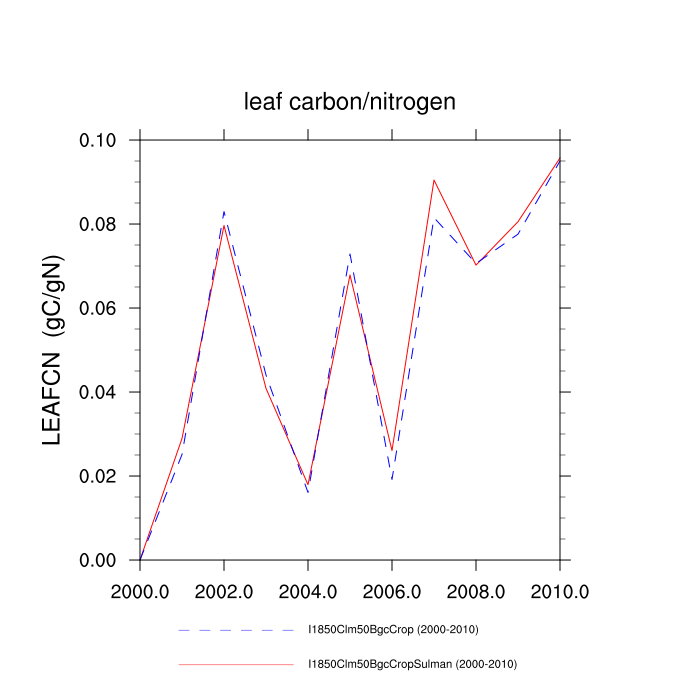 leaf carbon/nitrogen
LEAFCN (gC/gN)
0.10
0.08
0.06
0.04
0.02
0.00
2000.0 2002.0 2004.0 2006.0 2008.0 2010.0
I1850Clm50BgcCrop (2000-2010)
I1850Clm50BgcCropSulman (2000-2010)